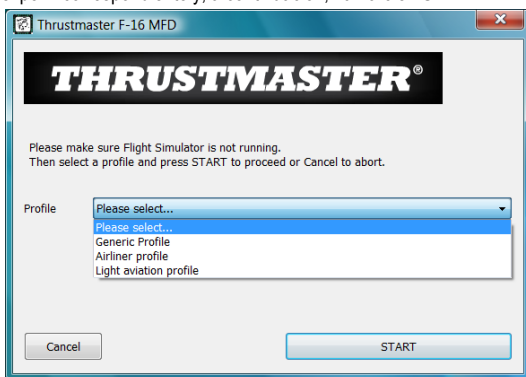 Thrustmaster F-16 MFD
THRUSTMASTER®
Please make sure Flight Simulator is not running.
Then select a profile and press START to proceed or Cancel to abort.
Profile
Please select...
Please select...
Generic Profile
Airliner profile
Light aviation profile
Cancel
START